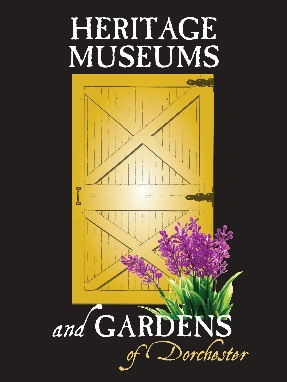 HERITAGE
MUSEUMS
and GARDENS
of Dorchester